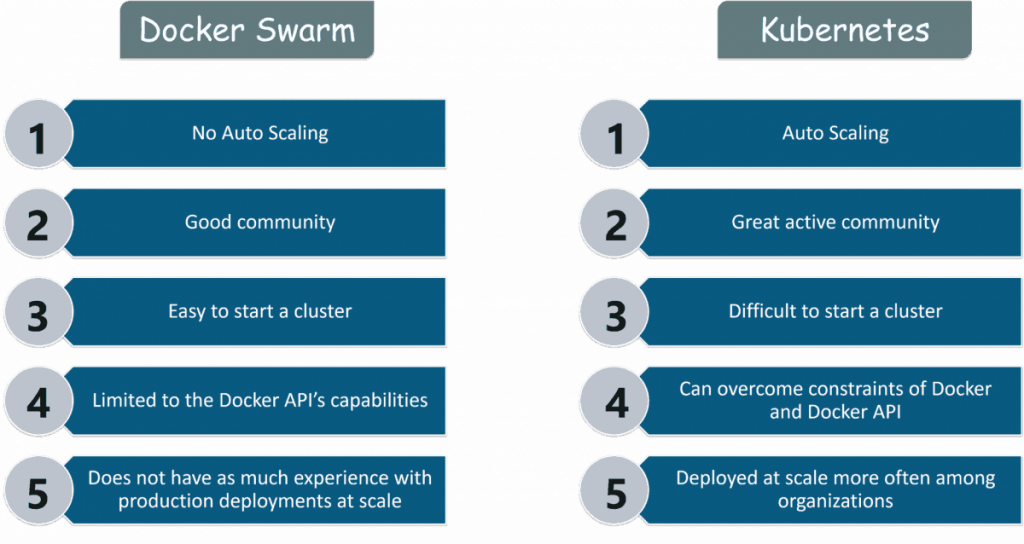 Docker Swarm
1
No Auto Scaling
2
Good community
3
Easy to start a cluster
4
Limited to the Docker API’s capabilities
5
Does not have as much experience with
production deployments at scale
Kubernetes
1
Auto Scaling
2
Great active community
3
Difficult to start a cluster
4
Can overcome constraints of Docker
and Docker API
5
Deployed at scale more often among
organizations